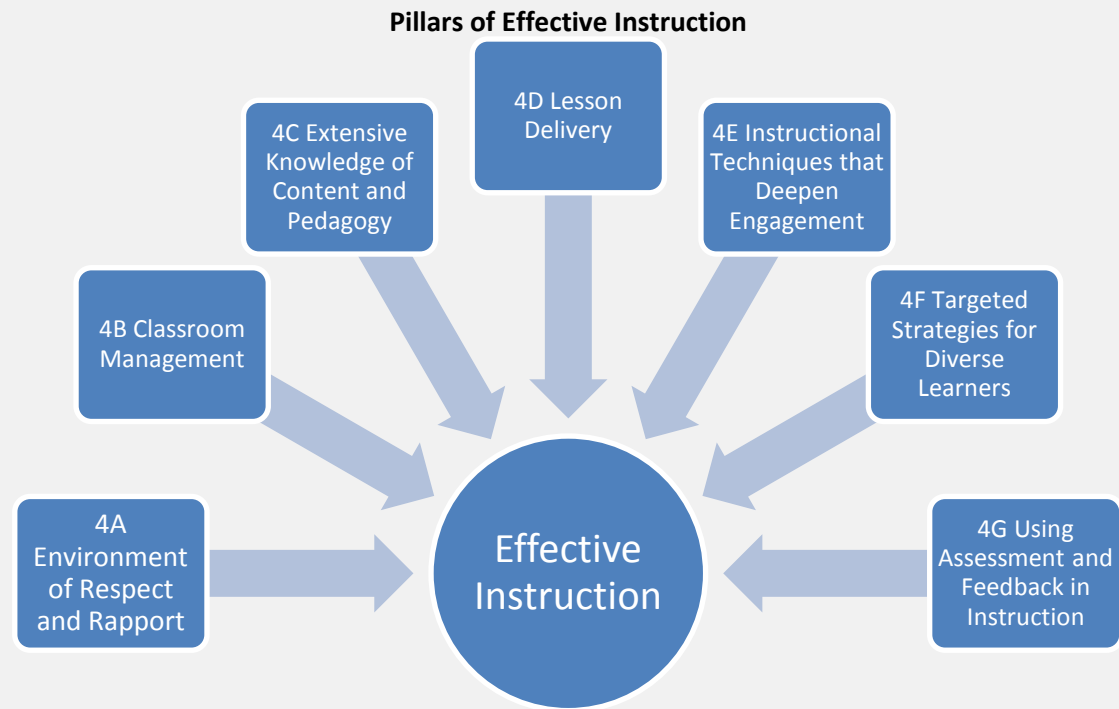 Pillars of Effective Instruction
4A
Environment
of Respect
and Rapport
4B Classroom
Management
4C Extensive
Knowledge of
Content and
Pedagogy
4D Lesson
Delivery
4E Instructional
Techniques that
Deepen
Engagement
4F Targeted
Strategies for
Diverse
Learners
4G Using
Assessment and
Feedback in
Instruction
Effective
Instruction